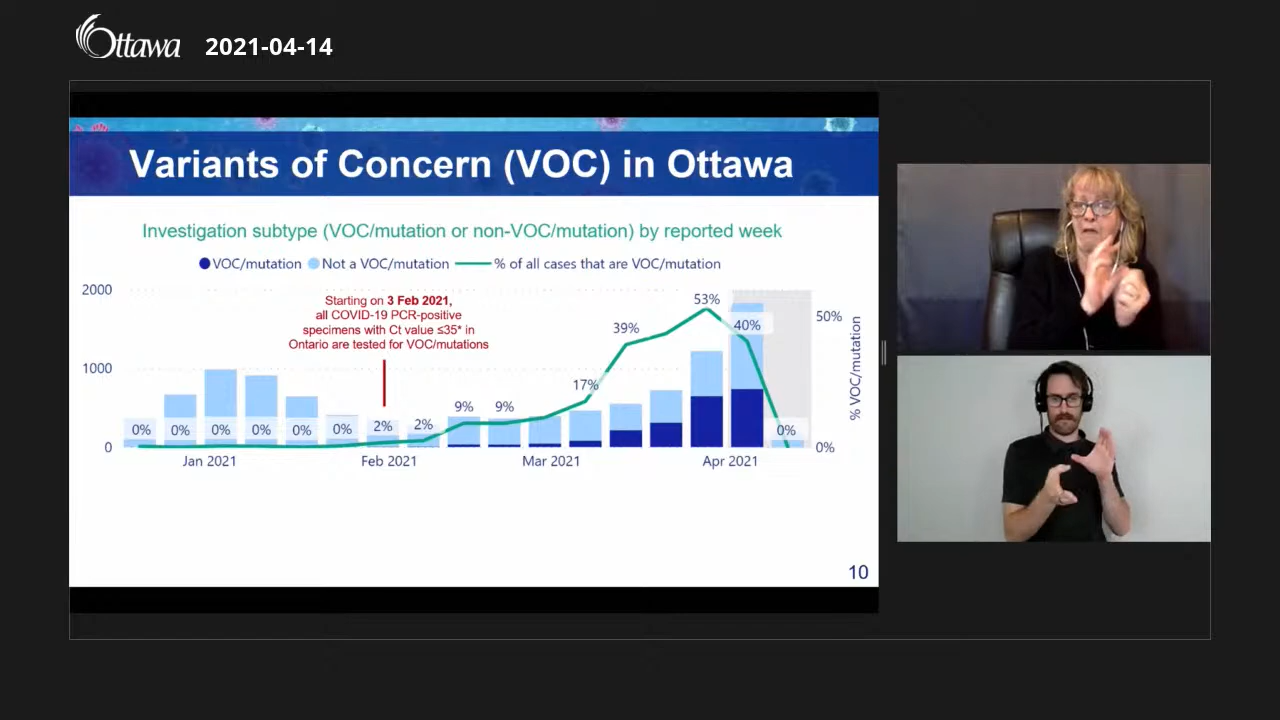 Ottawa 2021-04-14
Variants of Concern (VOC) in Ottawa
Investigation subtype (VOC/mutation or non-VOC/mutation) by reported week
VOC/mutation Not a VOC/mutation % of all cases that are VOC/mutation
2000
1000
0
Starting on 3 Feb 2021,
all COVID-19 PCR-positive
specimens with Ct value ≤35* in
Ontario are tested for VOC/mutations
0% 0% 0% 0% 0% 0% 2% 2% 9% 9% 17% 39% 53% 40% 0%
50%
0%
% VOC/mutation
Jan 2021 Feb 2021 Mar 2021 Apr 2021
10